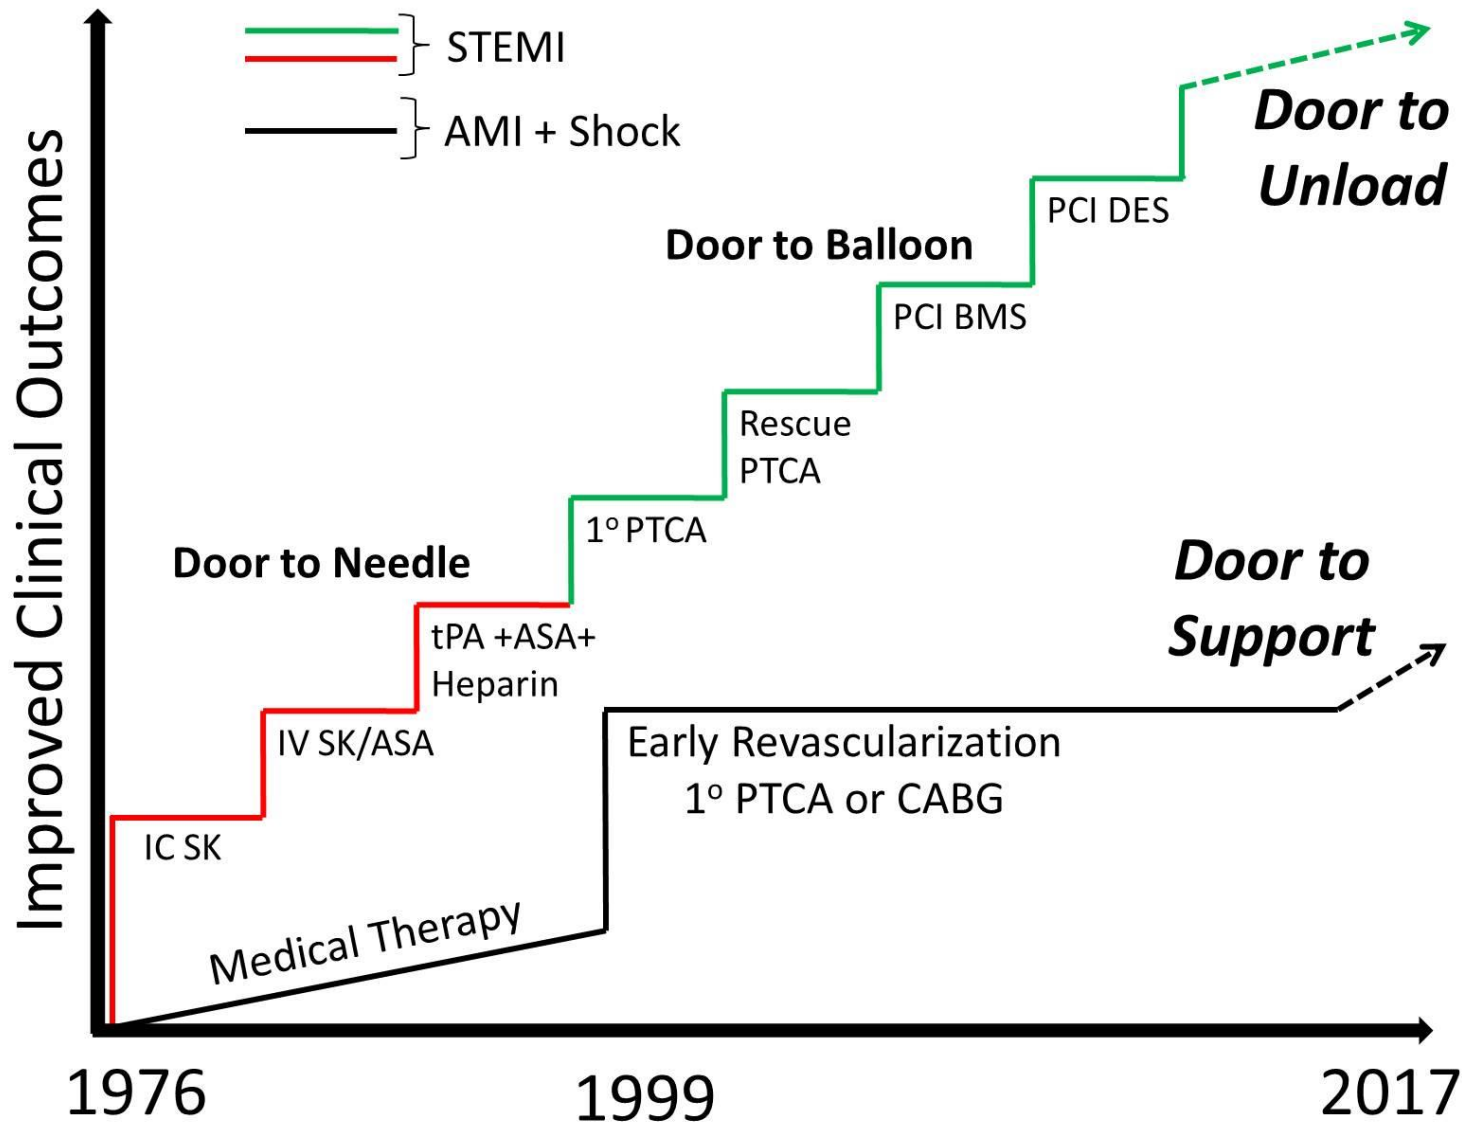 Improved Clinical Outcomes
STEMI
AMI + Shock
Door to
Unload
PCI DES
Door to Balloon
PCI BMS
Rescue
PTCA
1º PTCA
Door to Needle
tPA +ASA+
Heparin
IV SK/ASA
IC SK
Door to
Support
Early Revascularization
1º PTCA or CABG
Medical Therapy
1976
1999
2017